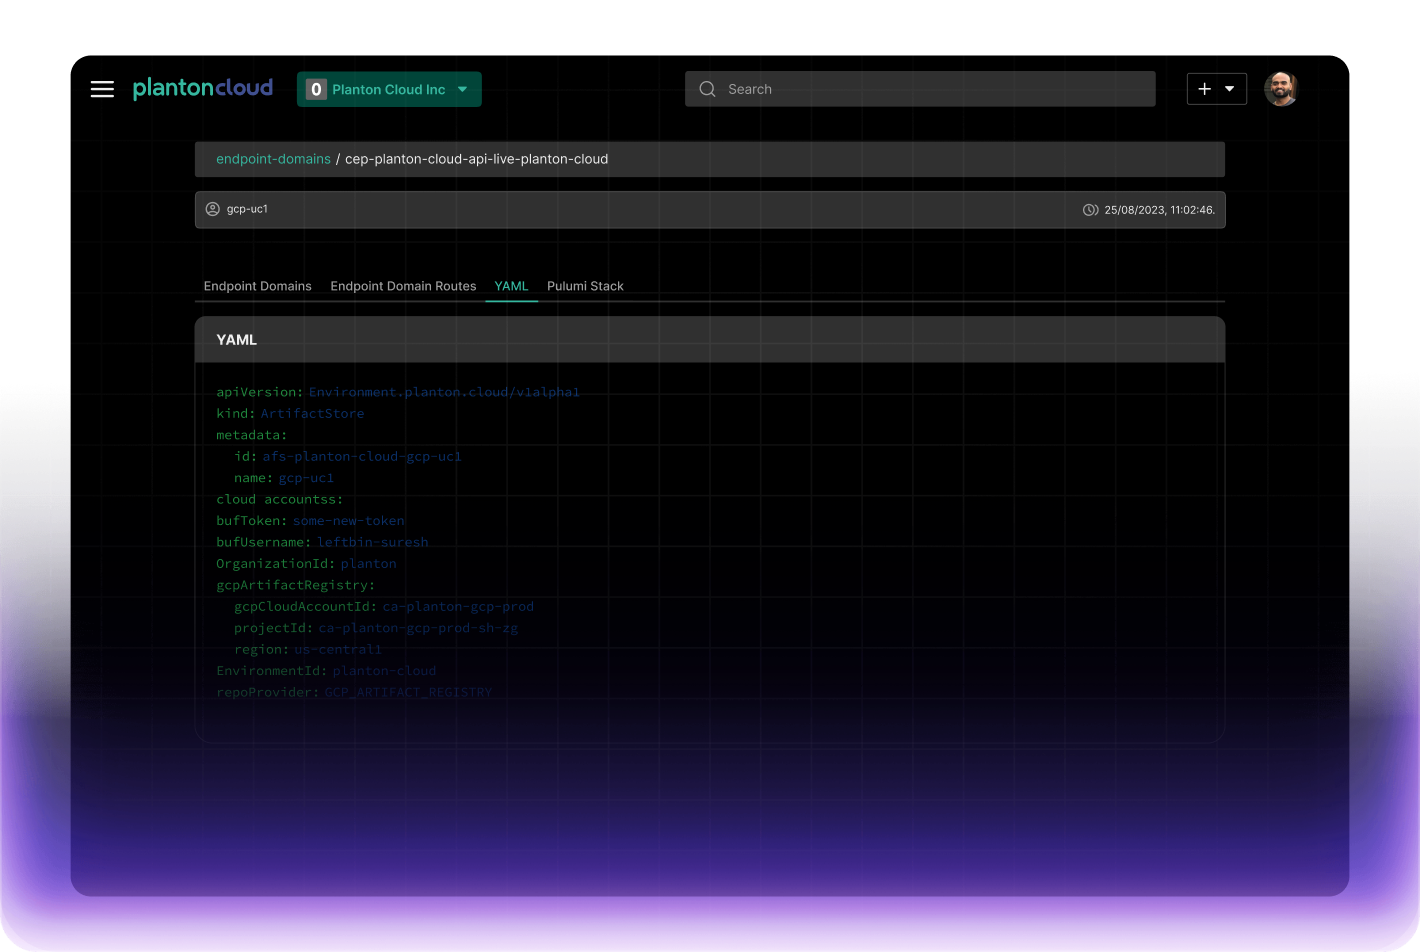 plantoncloud
0 Planton Cloud Inc
Search
endpoint-domains / cep-planton-cloud-api-live-planton-cloud
gcp-uc1
25/08/2023, 11:02:46.
Endpoint Domains
Endpoint Domain Routes
YAML
Pulumi Stack
YAML
apiVersion: Environment.planton.cloud/v1alpha1
kind: ArtifactStore
metadata:
id: afs-planton-cloud-gcp-uc1
name: gcp-uc1
cloud accountss:
bufToken: some-new-token
bufUsername: leftbin-suresh
OrganizationId: planton
gcpArtifactRegistry:
gcpCloudAccountId: ca-planton-gcp-prod
projectId: ca-planton-gcp-prod-sh-zg
region: us-central1
EnvironmentId: planton-cloud
repoProvider: GCP_ARTIFACT_REGISTRY